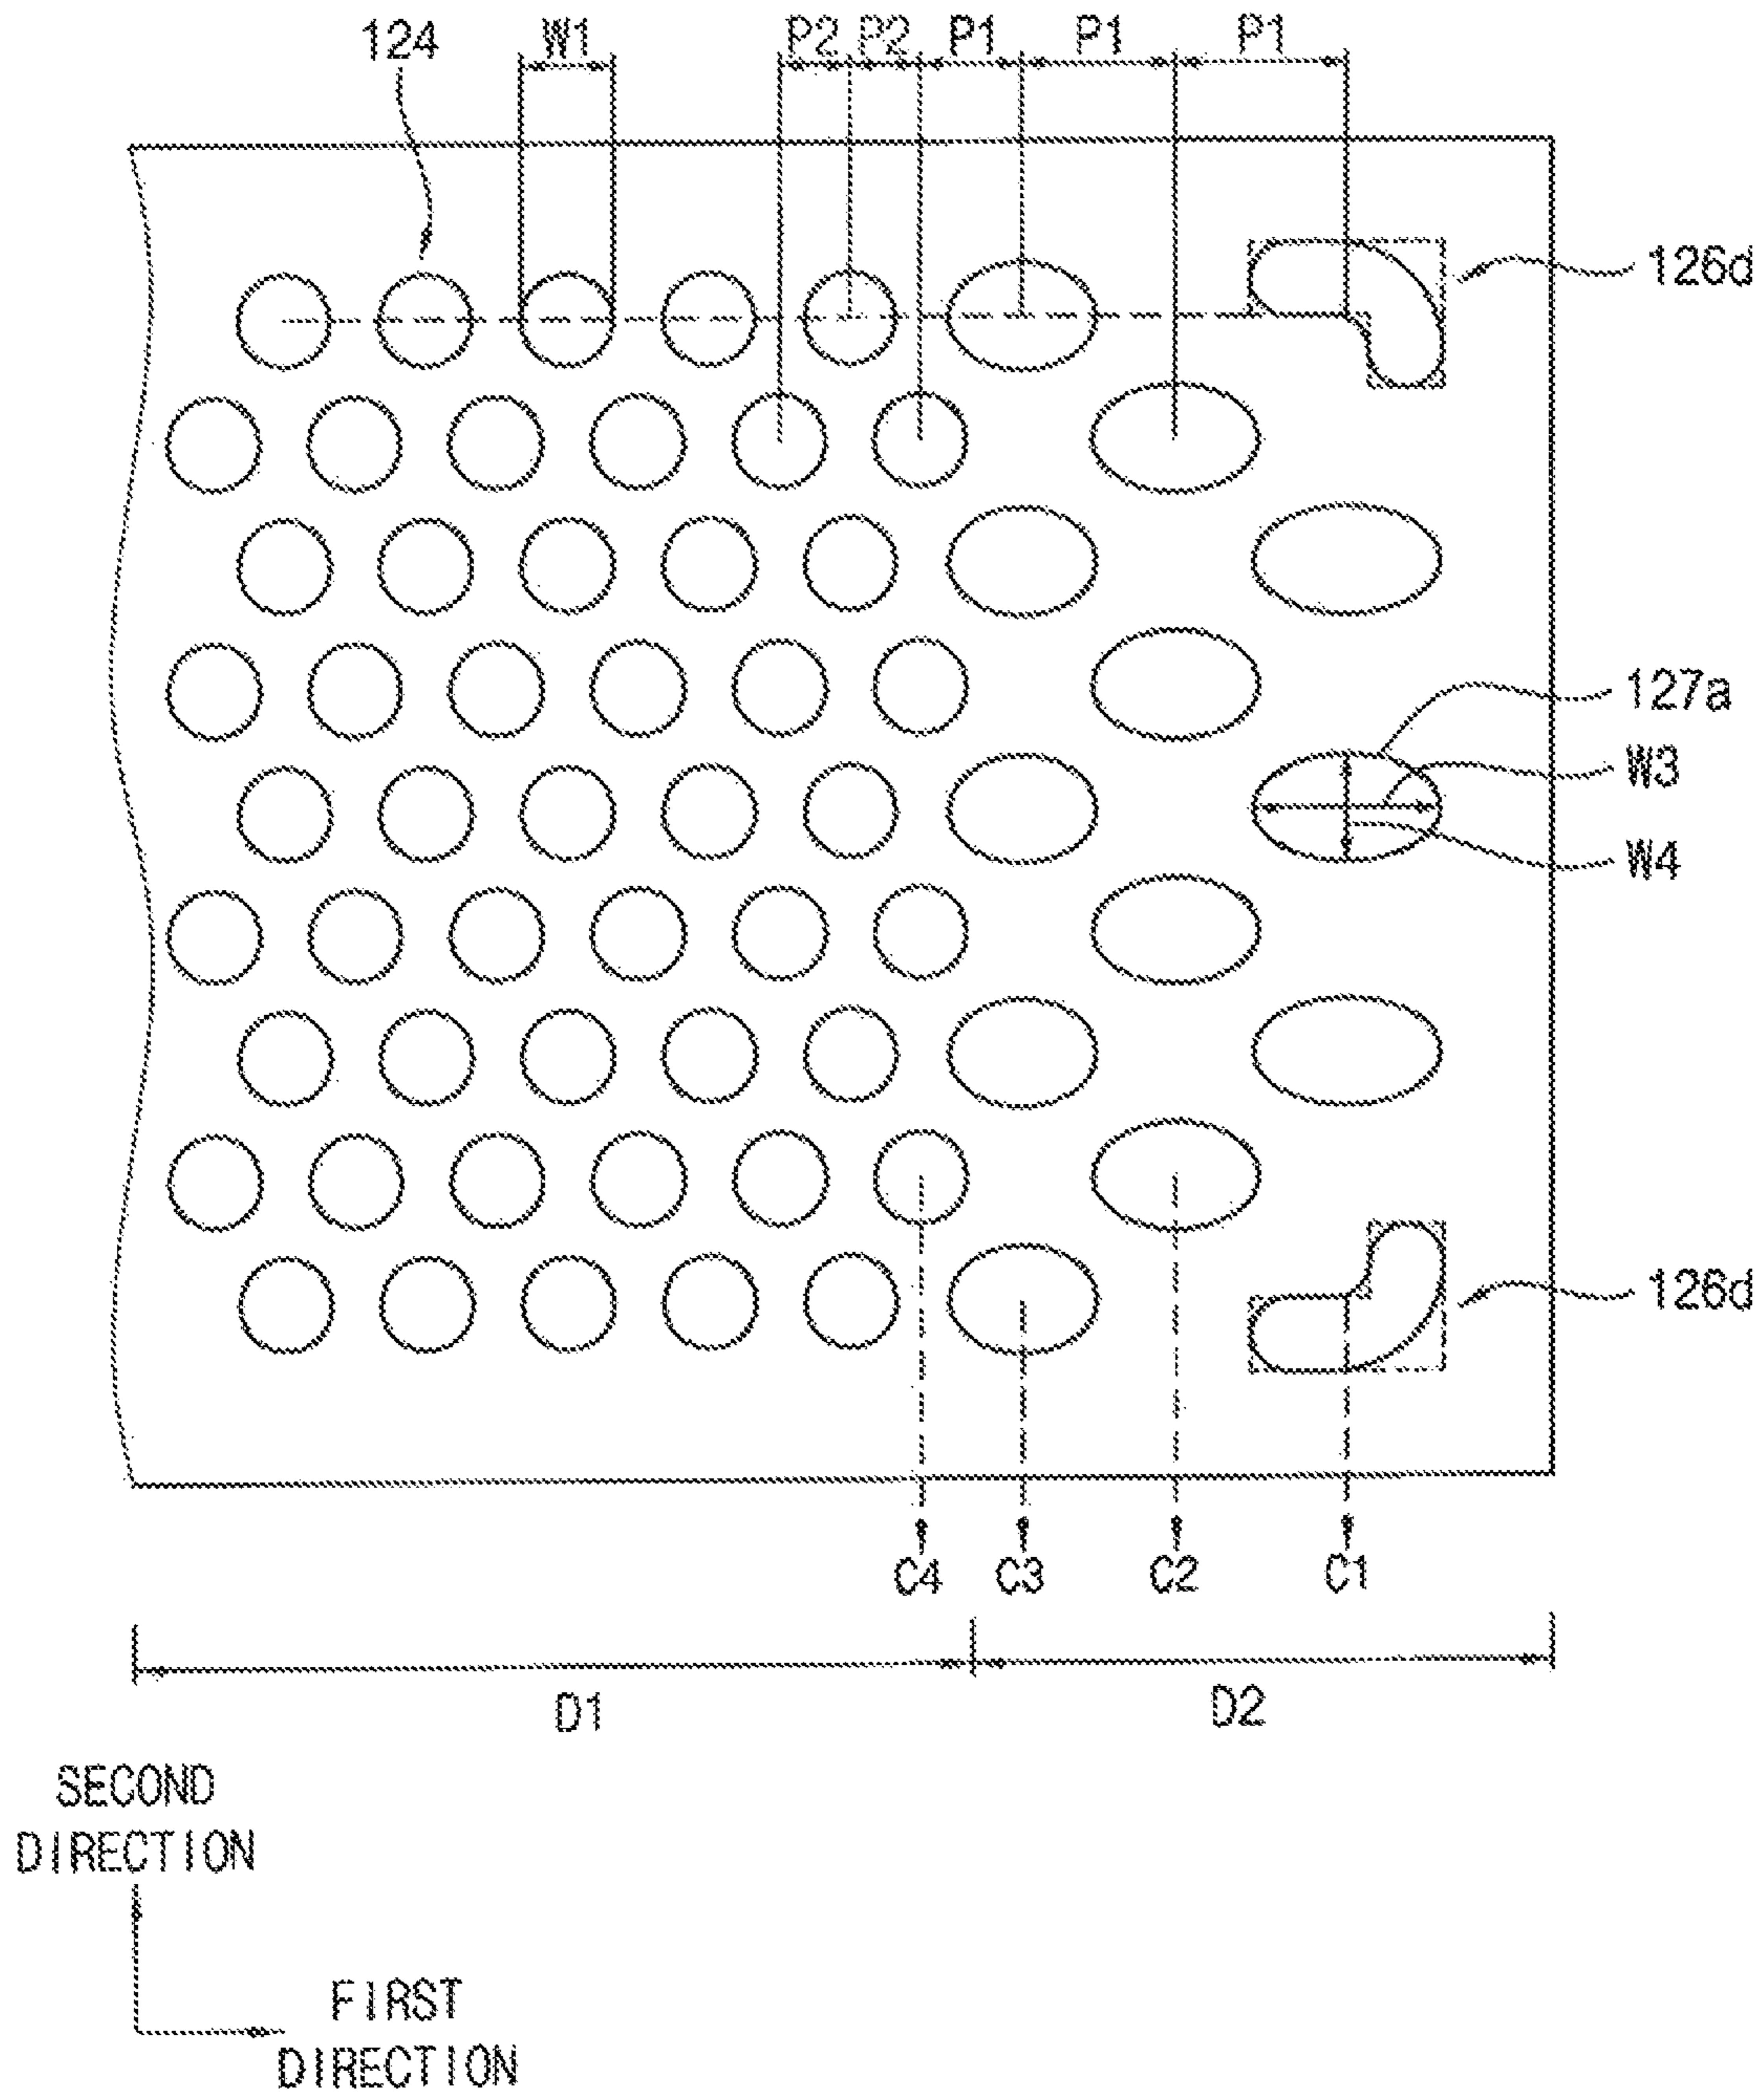 124
W1
P2
P2
P1
P1
P1
126d
127a
W3
W4
126d
C4
C3
C2
C1
D1
D2
SECOND
DIRECTION
FIRST
DIRECTION